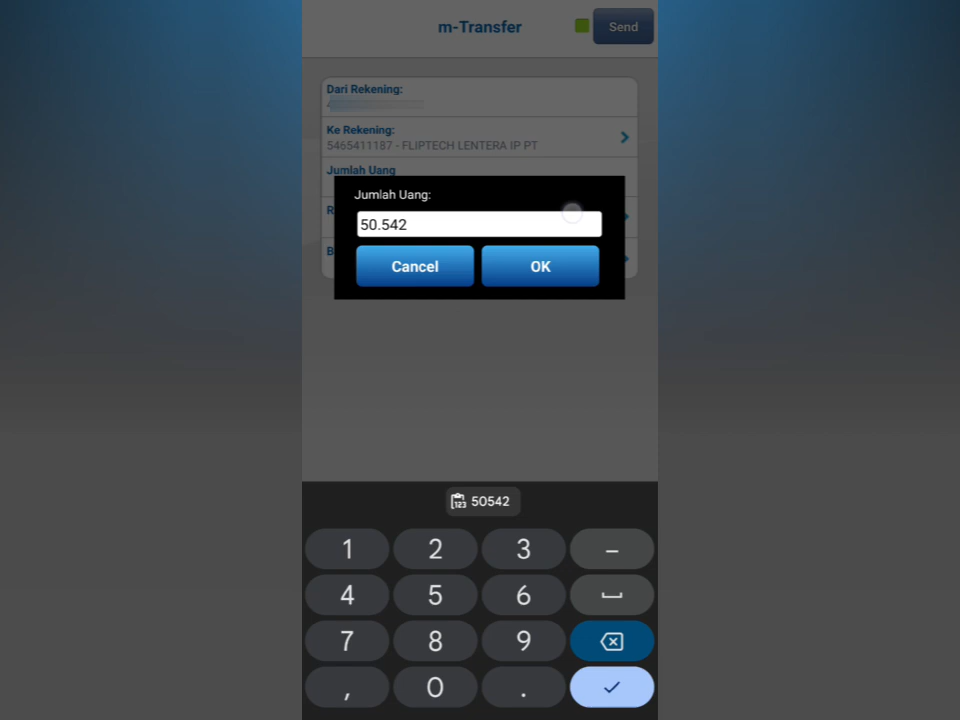 m-Transfer
Send
Dari Rekening:
Ke Rekening:
5465411187 - FLIPTECH LENTERA IP PT
Jumlah Uang
Jumlah Uang:
50.542
Cancel
OK
R
B
50542
1 2 3 –
4 5 6
7 8 9
, 0 .